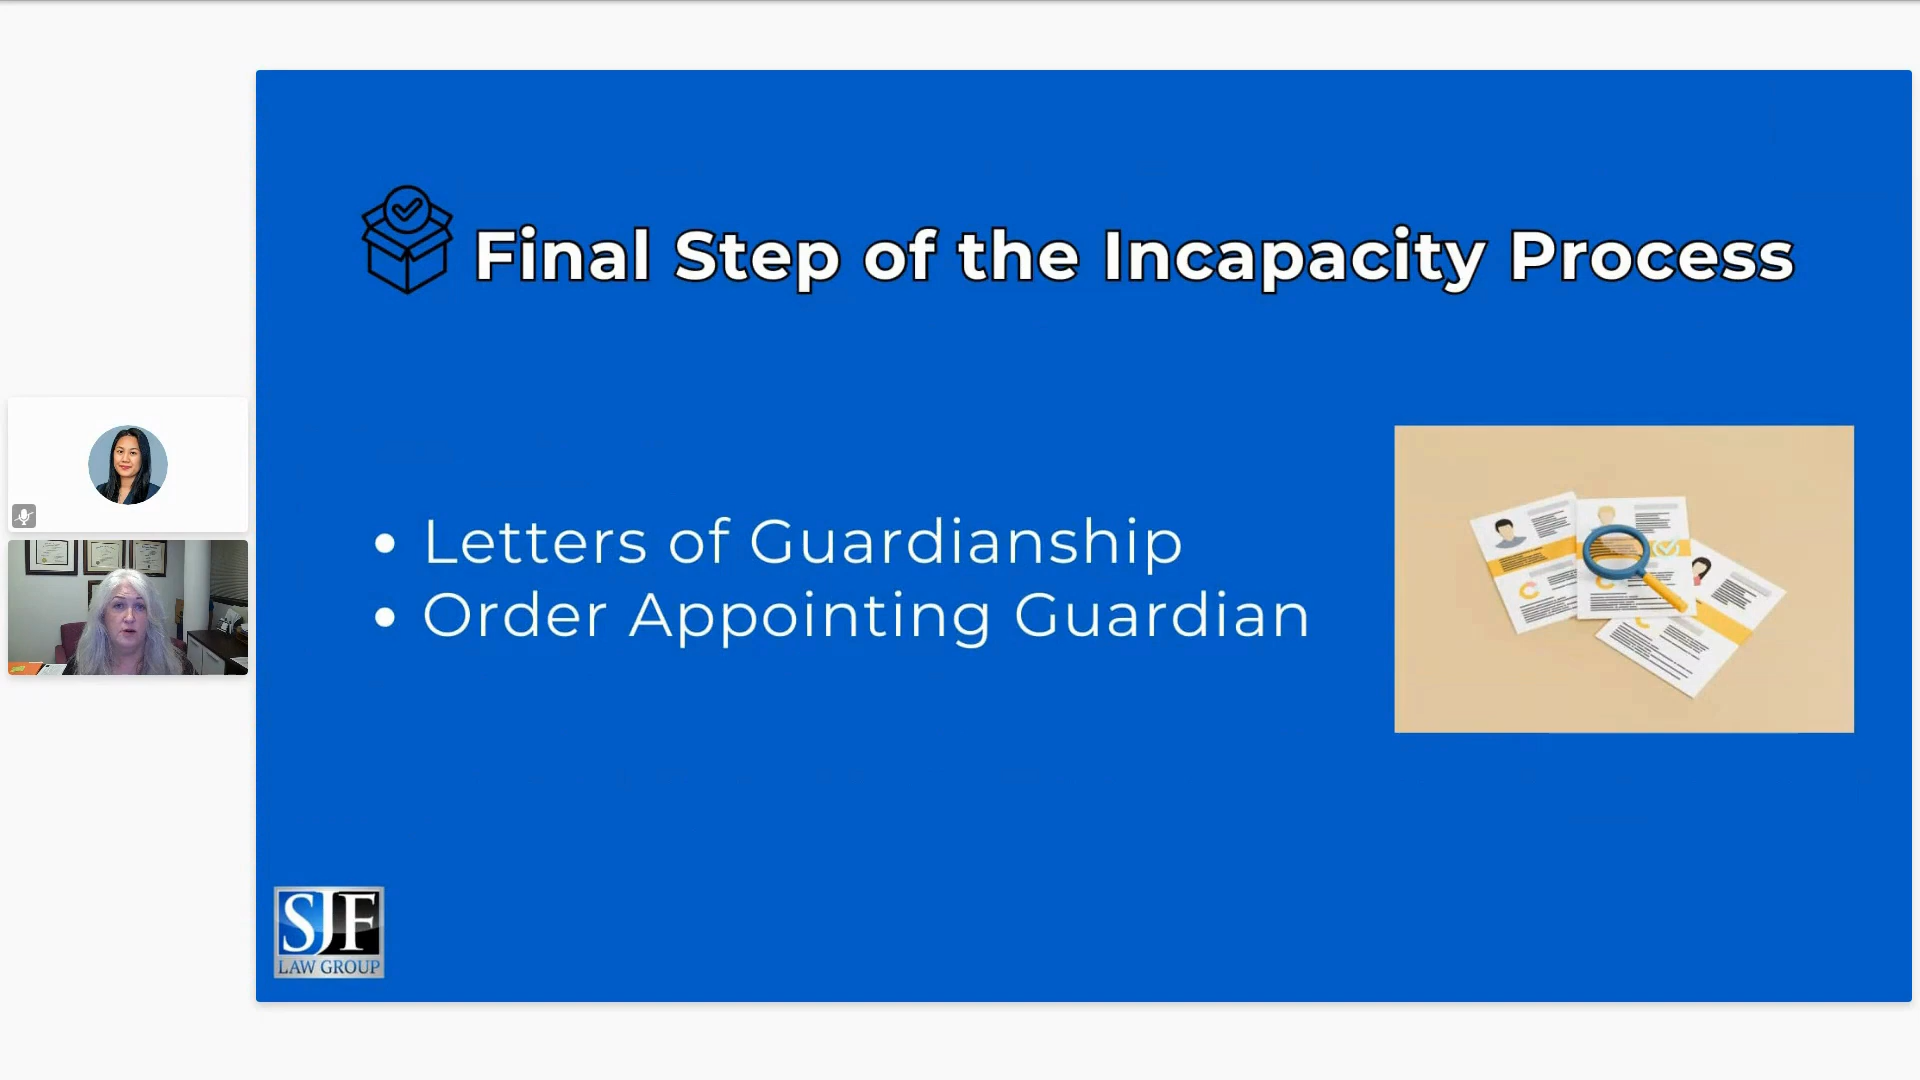 Final Step of the Incapacity Process
• Letters of Guardianship
• Order Appointing Guardian
SJF
LAW GROUP